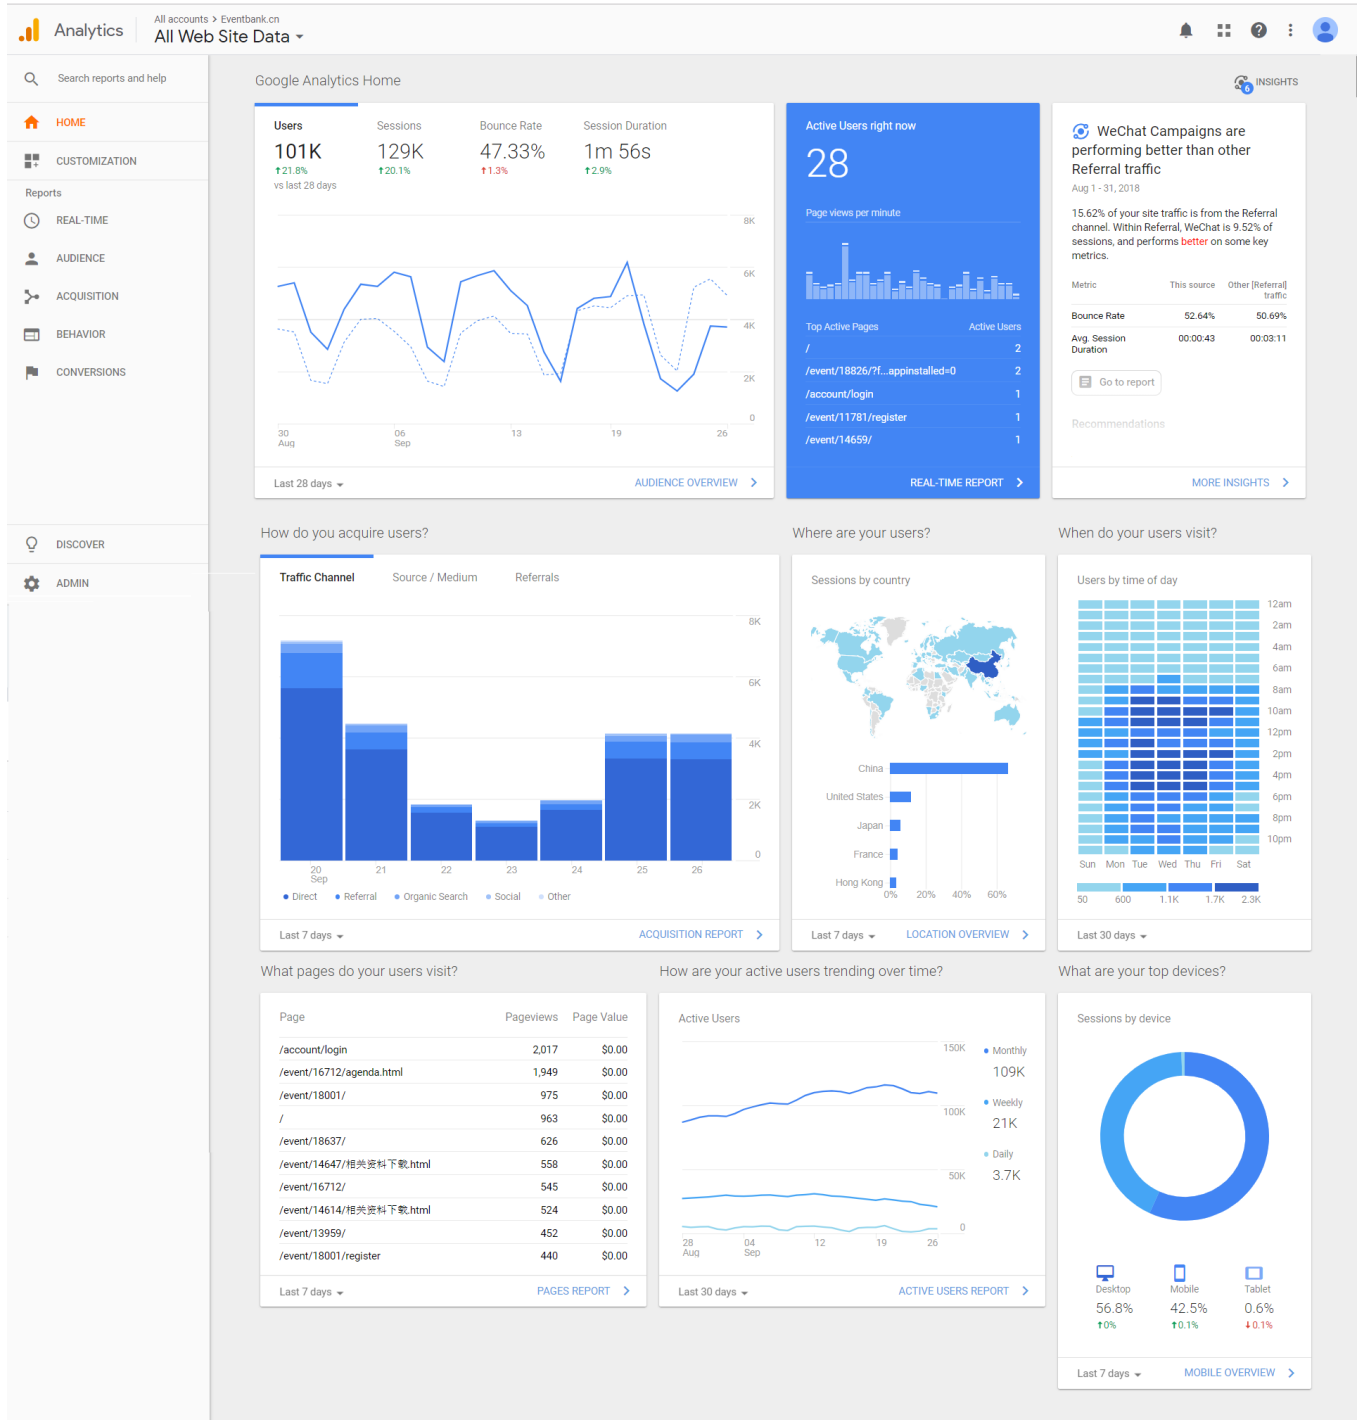 Analytics
All accounts > Eventbank.cn
All Web Site Data
Search reports and help
HOME
CUSTOMIZATION
Reports
REAL-TIME
AUDIENCE
ACQUISITION
BEHAVIOR
CONVERSIONS
DISCOVER
ADMIN
Google Analytics Home
6 INSIGHTS
Users Sessions Bounce Rate Session Duration
101K 129K 47.33% 1m 56s
21.8% 20.1% 1.3% 2.9%
vs last 28 days
8K
6K
4K
2K
0
30 06 13 19 26
Aug Sep
Last 28 days AUDIENCE OVERVIEW
Active Users right now
28
Page views per minute
Top Active Pages Active Users
/ 2
/event/18826/?f...appinstalled=0 2
/account/login 1
/event/11781/register 1
/event/14659/ 1
REAL-TIME REPORT
WeChat Campaigns are
performing better than other
Referral traffic
Aug 1 - 31, 2018
15.62% of your site traffic is from the Referral
channel. Within Referral, WeChat is 9.52% of
sessions, and performs better on some key
metrics.
Metric This source Other [Referral]
traffic
Bounce Rate 52.64% 50.69%
Avg. Session 00:00:43 00:03:11
Duration
Go to report
Recommendations
MORE INSIGHTS
How do you acquire users?
Traffic Channel Source / Medium Referrals
8K
6K
4K
2K
0
20 21 22 23 24 25 26
Sep
Direct Referral Organic Search Social Other
Last 7 days ACQUISITION REPORT
Where are your users?
Sessions by country
China
United States
Japan
France
Hong Kong
0% 20% 40% 60%
Last 7 days LOCATION OVERVIEW
When do your users visit?
Users by time of day
12am
2am
4am
6am
8am
10am
12pm
2pm
4pm
6pm
8pm
10pm
Sun Mon Tue Wed Thu Fri Sat
50 600 1.1K 1.7K 2.3K
Last 30 days
What pages do your users visit?
Page Pageviews Page Value
/account/login 2,017 $0.00
/event/16712/agenda.html 1,949 $0.00
/event/18001/ 975 $0.00
/ 963 $0.00
/event/18637/ 626 $0.00
/event/14647/相关资料下载.html 558 $0.00
/event/16712/ 545 $0.00
/event/14614/相关资料下载.html 524 $0.00
/event/13959/ 452 $0.00
/event/18001/register 440 $0.00
Last 7 days PAGES REPORT
How are your active users trending over time?
Active Users
150K
100K
50K
0
28 04 12 19 26
Aug Sep
Monthly
109K
Weekly
21K
Daily
3.7K
Last 30 days ACTIVE USERS REPORT
What are your top devices?
Sessions by device
Desktop Mobile Tablet
56.8% 42.5% 0.6%
0% 0.1% 0.1%
Last 7 days MOBILE OVERVIEW